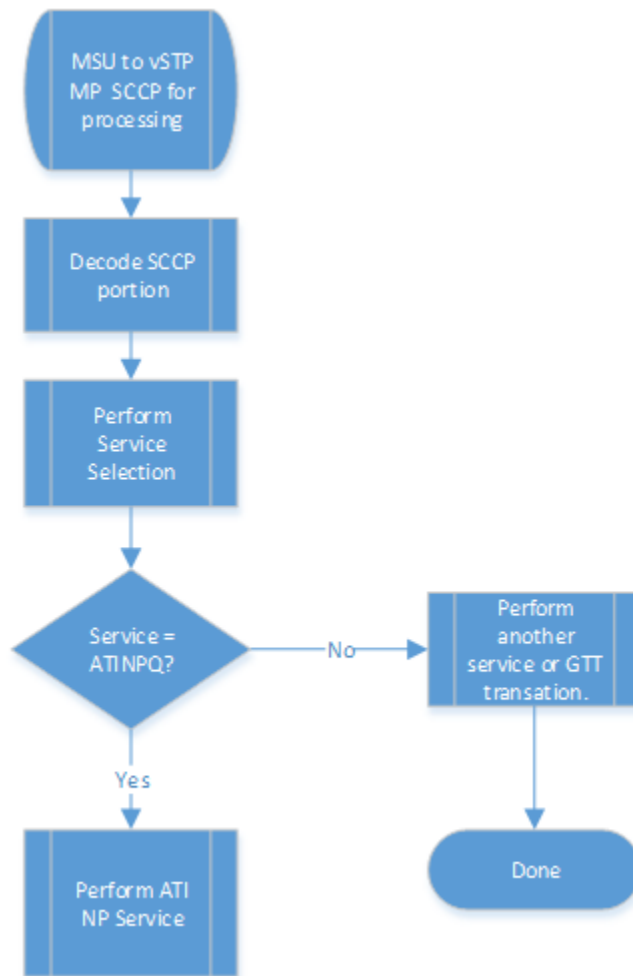 MSU to vSTP
MP SCCP for
processing
Decode SCCP
portion
Perform
Service
Selection
Service =
ATINPQ?
No
Perform
another
service or GTT
transation.
Yes
Perform ATI
NP Service
Done